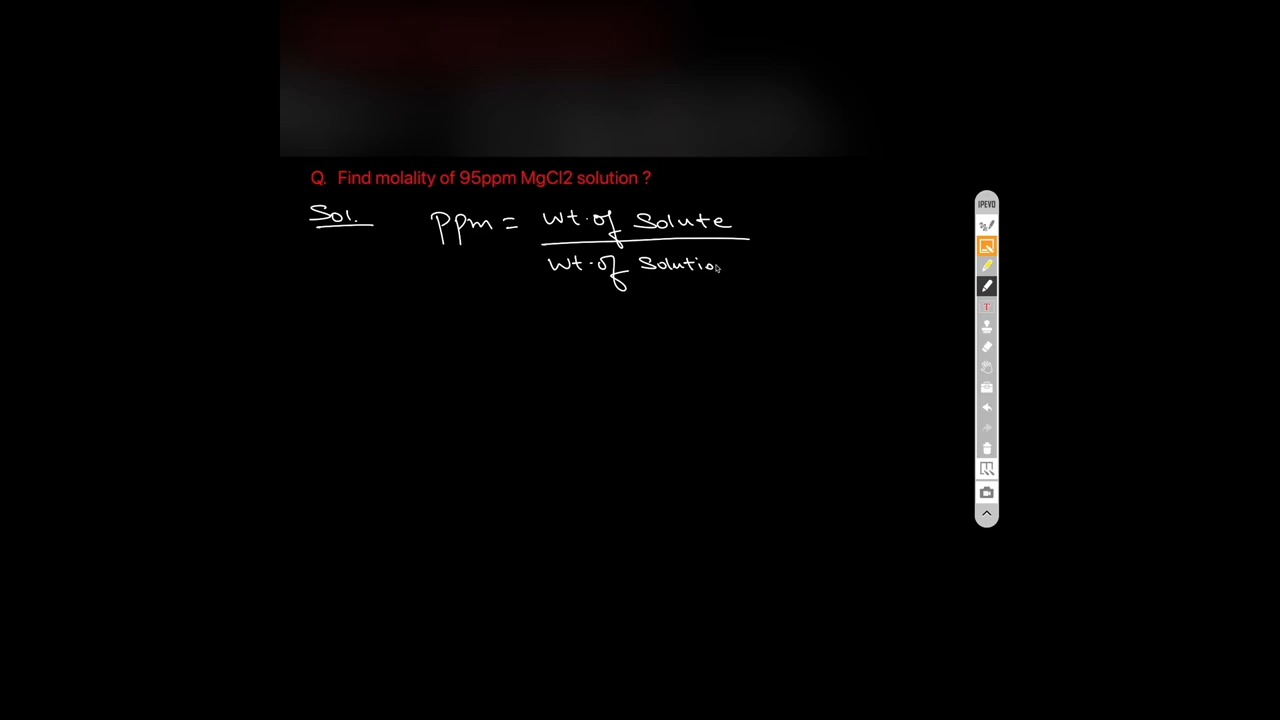 Q. Find molality of 95ppm MgCl2 solution ?
Sol. ppm = wt. of Solute
wt. of Solutio
IPEVO
T